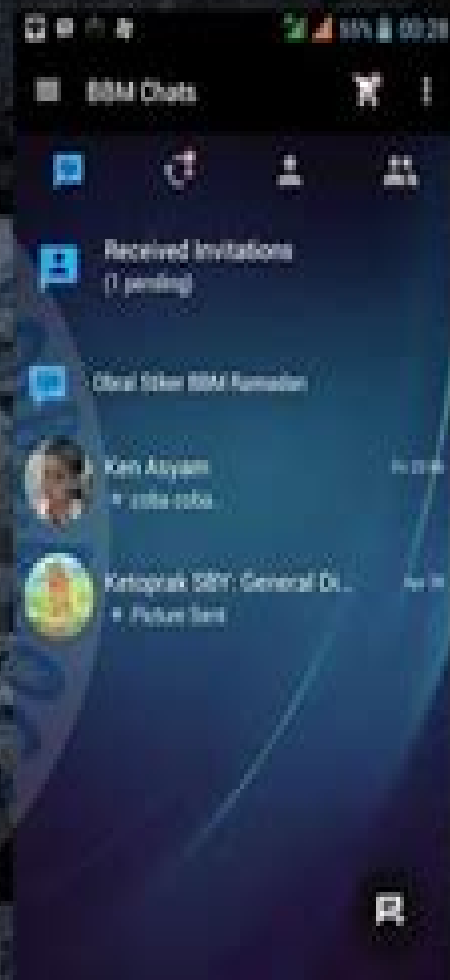 BBM Chats
Received Invitations
(1 pending)
Obral Stiker BBM Ramadan
Ken Asyam
coba-coba.
Ketoprak SBY: General Di...
Picture Sent